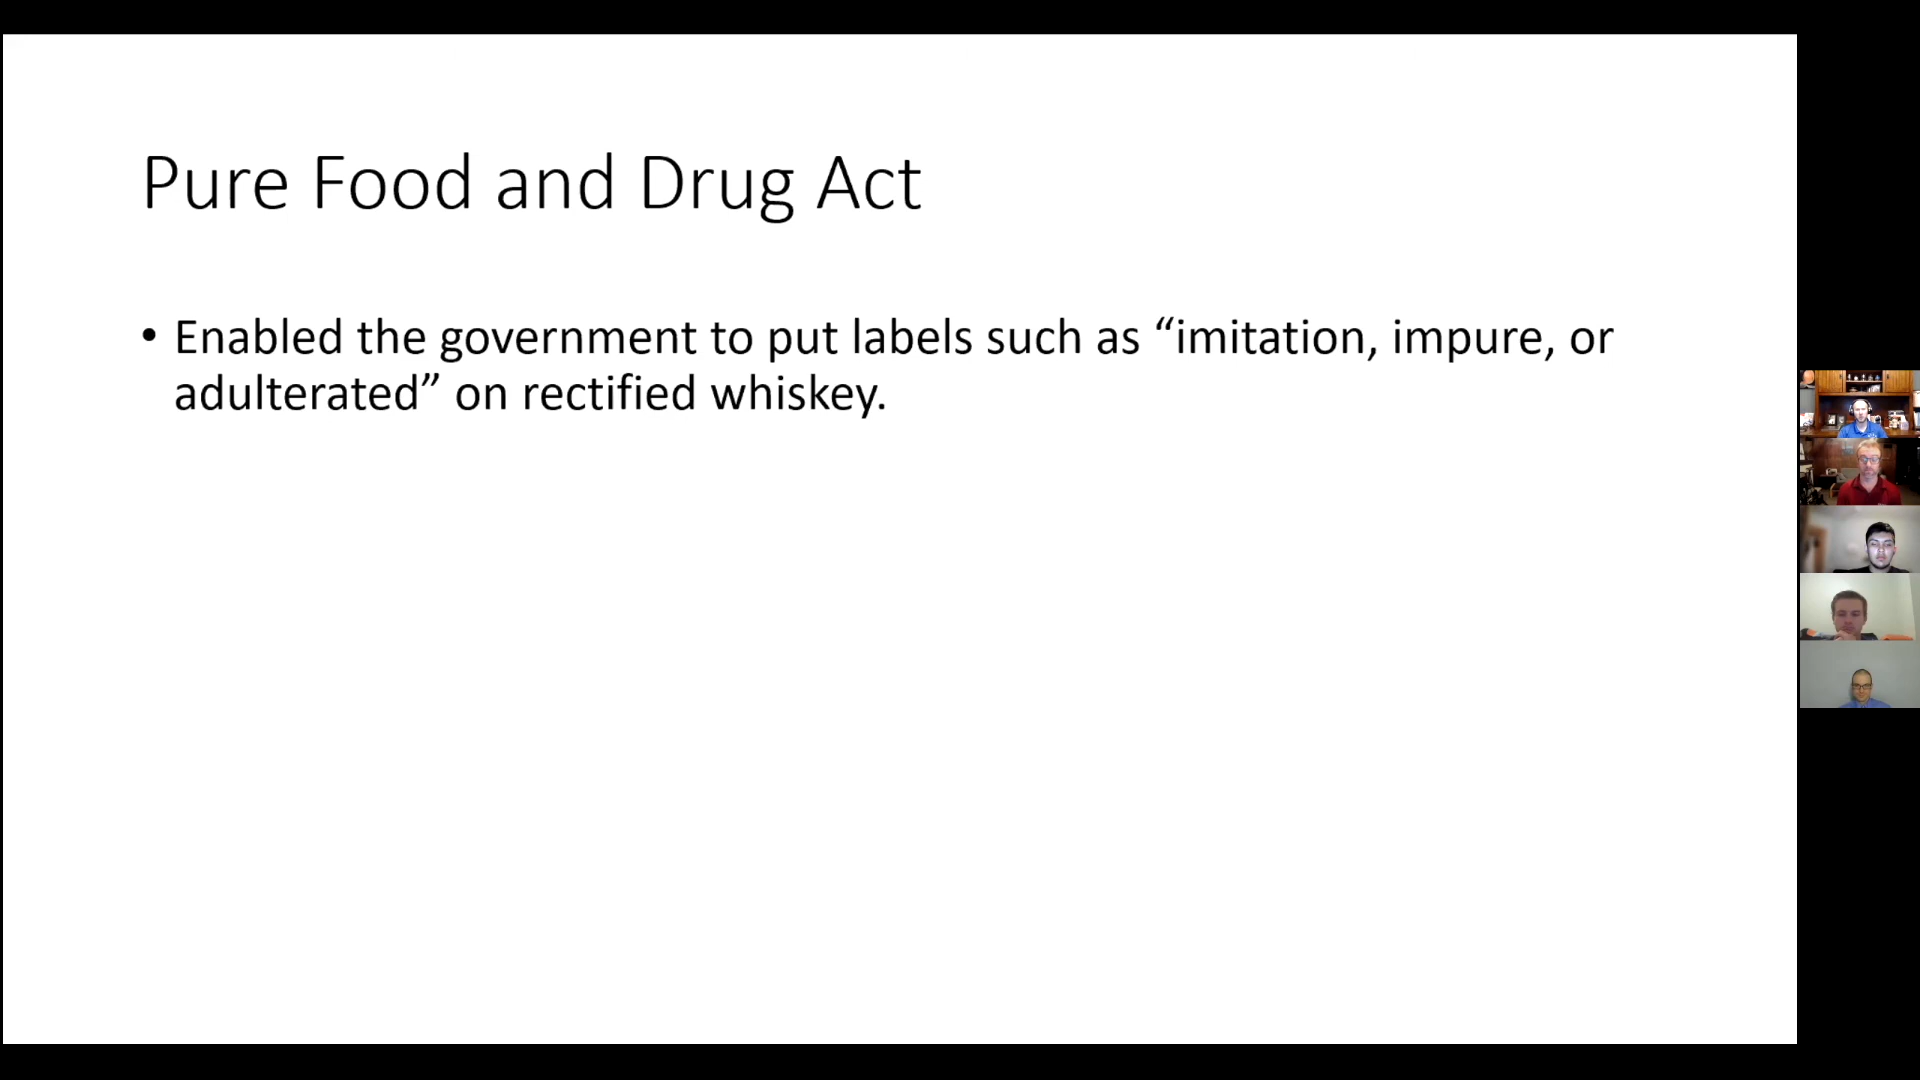 Pure Food and Drug Act
• Enabled the government to put labels such as “imitation, impure, or
adulterated” on rectified whiskey.